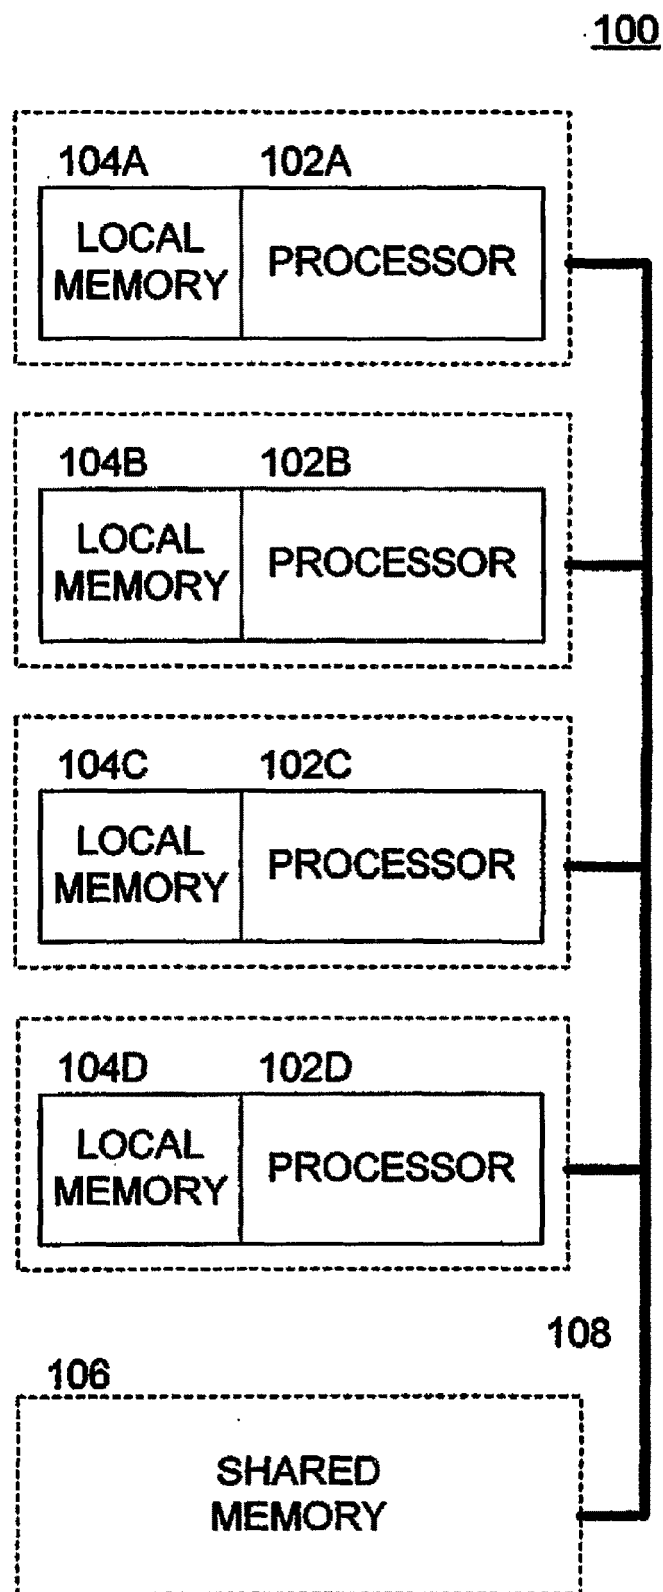 100
104A 102A
LOCAL
MEMORY
PROCESSOR
104B 102B
LOCAL
MEMORY
PROCESSOR
104C 102C
LOCAL
MEMORY
PROCESSOR
104D 102D
LOCAL
MEMORY
PROCESSOR
108
106
SHARED
MEMORY